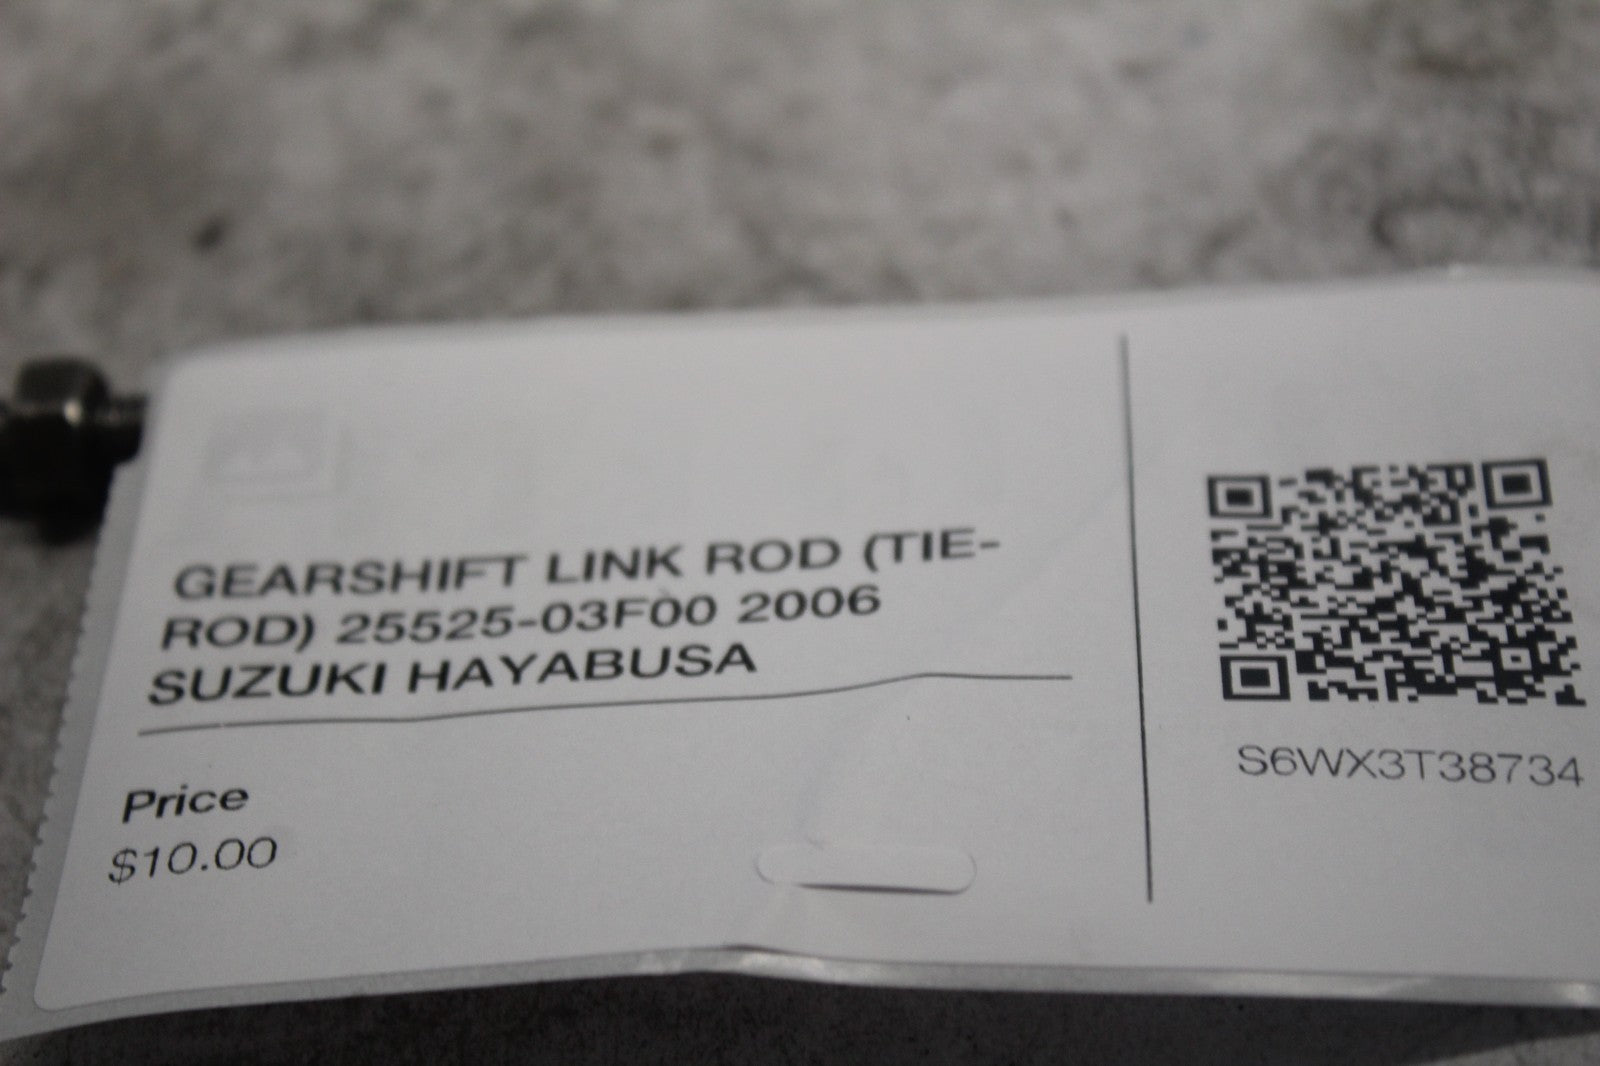 GEARSHIFT LINK ROD (TIE-
ROD) 25525-03F00 2006
SUZUKI HAYABUSA
Price
$10.00
S6WX3T38734